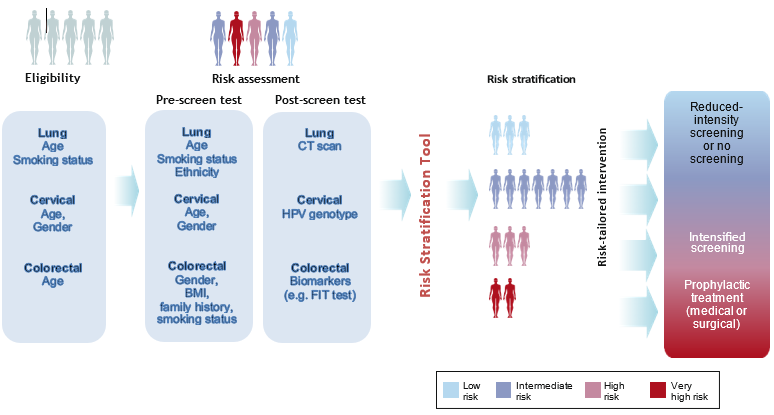 Eligibility
Risk assessment
Risk stratification
Pre-screen test
Post-screen test
Lung
Age
Smoking status
Cervical
Age,
Gender
Colorectal
Age
Lung
Age
Smoking status
Ethnicity
Cervical
Age,
Gender
Colorectal
Gender,
BMI,
family history,
smoking status
Lung
CT scan
Cervical
HPV genotype
Colorectal
Biomarkers
(e.g. FIT test)
Risk Stratification Tool
Risk-tailored intervention
Reduced-
intensity
screening
or no
screening
Intensified
screening
Prophylactic
treatment
(medical or
surgical)
Low
risk
Intermediate
risk
High
risk
Very
high risk